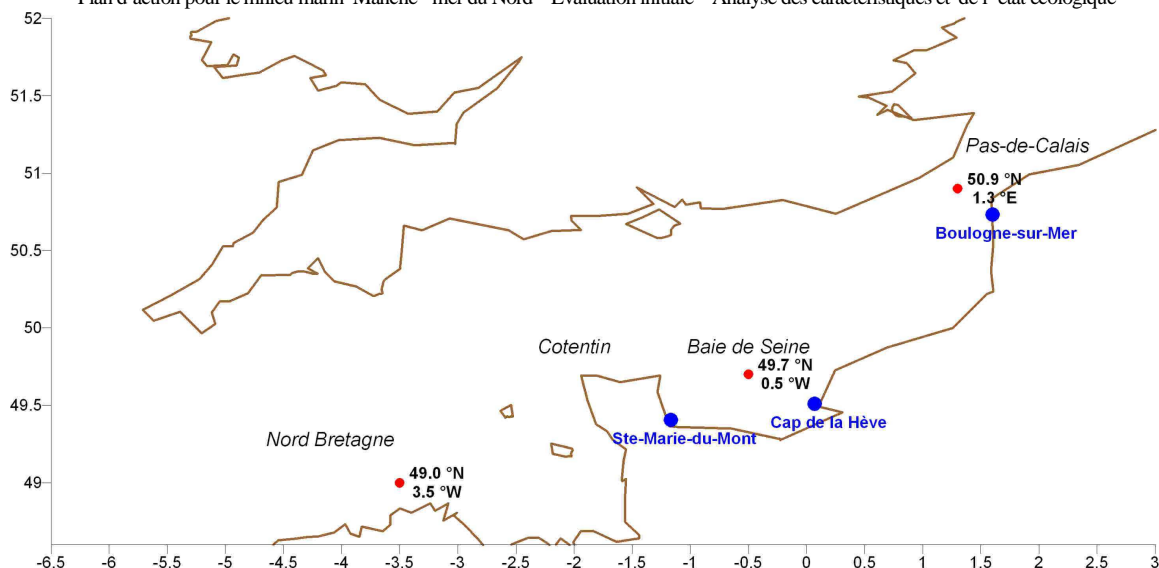 Plan d'action pour le milieu marin Manche - mer du Nord - Evaluation initiale - Analyse des caractéristiques et de l'état écologique
52
51.5
51
50.5
50
49.5
49
Pas-de-Calais
50.9 °N
1.3 °E
Boulogne-sur-Mer
Cotentin
Baie de Seine
49.7 °N
0.5 °W
Cap de la Hève
Ste-Marie-du-Mont
Nord Bretagne
49.0 °N
3.5 °W
-6.5 -6 -5.5 -5 -4.5 -4 -3.5 -3 -2.5 -2 -1.5 -1 -0.5 0 0.5 1 1.5 2 2.5 3